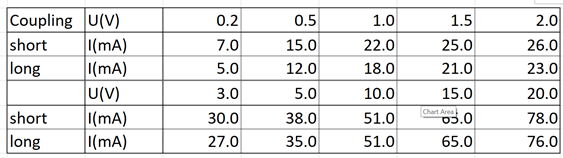 Coupling U(V) 0.2 0.5 1.0 1.5 2.0
short I(mA) 7.0 15.0 22.0 25.0 26.0
long I(mA) 5.0 12.0 18.0 21.0 23.0
U(V) 3.0 5.0 10.0 15.0 20.0
Chart Area
short I(mA) 30.0 38.0 51.0 65.0 78.0
long I(mA) 27.0 35.0 51.0 65.0 76.0